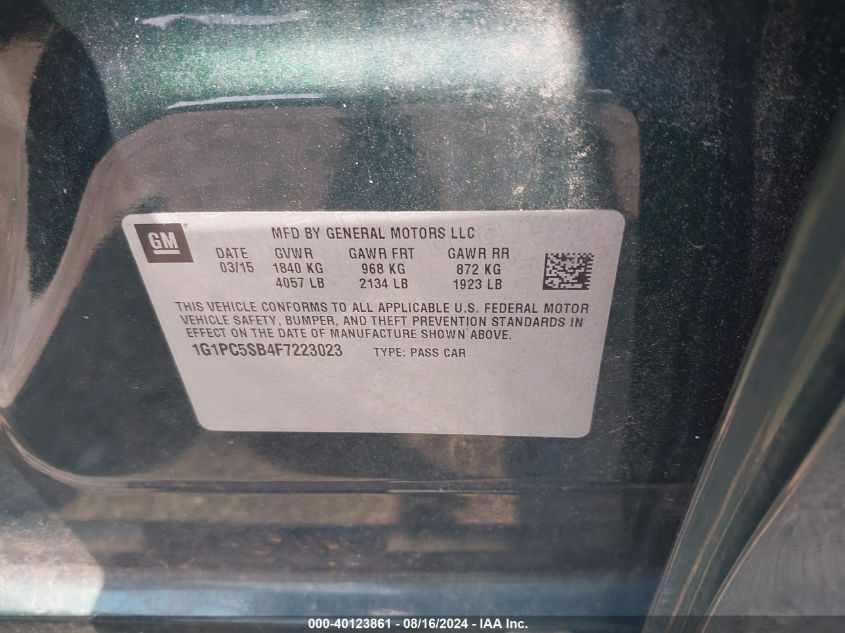 GM
MFD BY GENERAL MOTORS LLC
DATE GVWR GAWR FRT GAWR RR
03/15 1840 KG 968 KG 872 KG
4057 LB 2134 LB 1923 LB
THIS VEHICLE CONFORMS TO ALL APPLICABLE U.S. FEDERAL MOTOR
VEHICLE SAFETY, BUMPER, AND THEFT PREVENTION STANDARDS IN
EFFECT ON THE DATE OF MANUFACTURE SHOWN ABOVE.
1G1PC5SB4F7223023 TYPE: PASS CAR
000-40123861 - 08/16/2024 - IAA Inc.